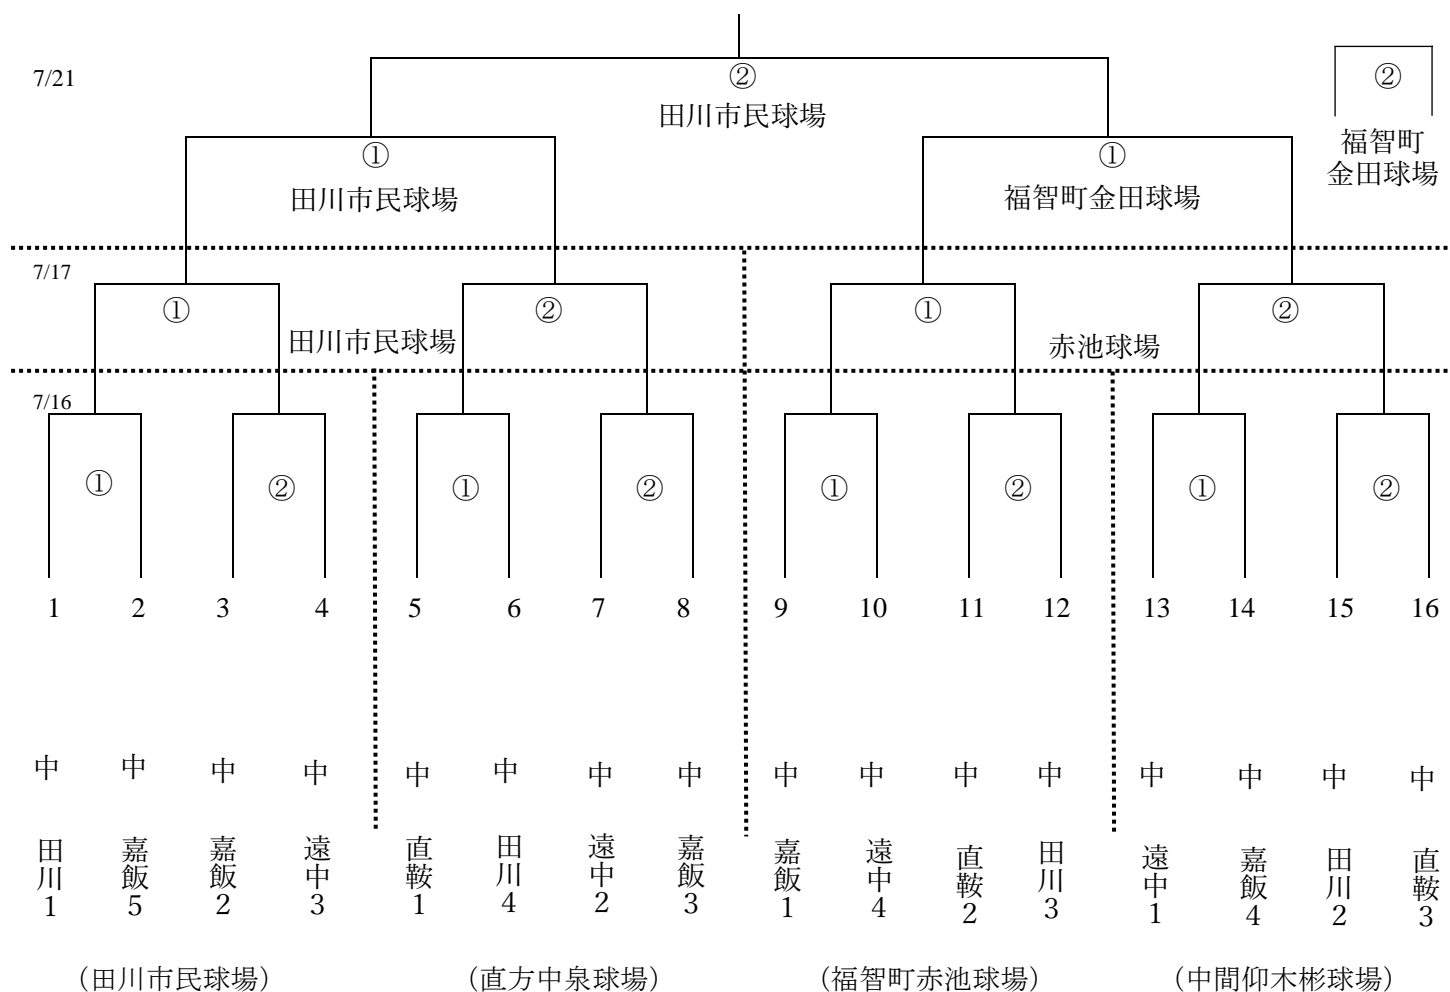 7/21
②
田川市民球場
②
福智町
金田球場
①
田川市民球場
①
福智町金田球場
7/17
①
②
①
②
田川市民球場
赤池球場
7/16
①
②
①
②
①
②
①
②
1 2 3 4 5 6 7 8 9 10 11 12 13 14 15 16
中 中 中 中 中 中 中 中 中 中 中 中 中 中 中 中
田川1
嘉飯5
嘉飯2
遠中3
直鞍1
田川4
遠中2
嘉飯3
嘉飯1
遠中4
直鞍2
田川3
遠中1
嘉飯4
田川2
直鞍3
（田川市民球場）
（直方中泉球場）
（福智町赤池球場）
（中間仰木彬球場）